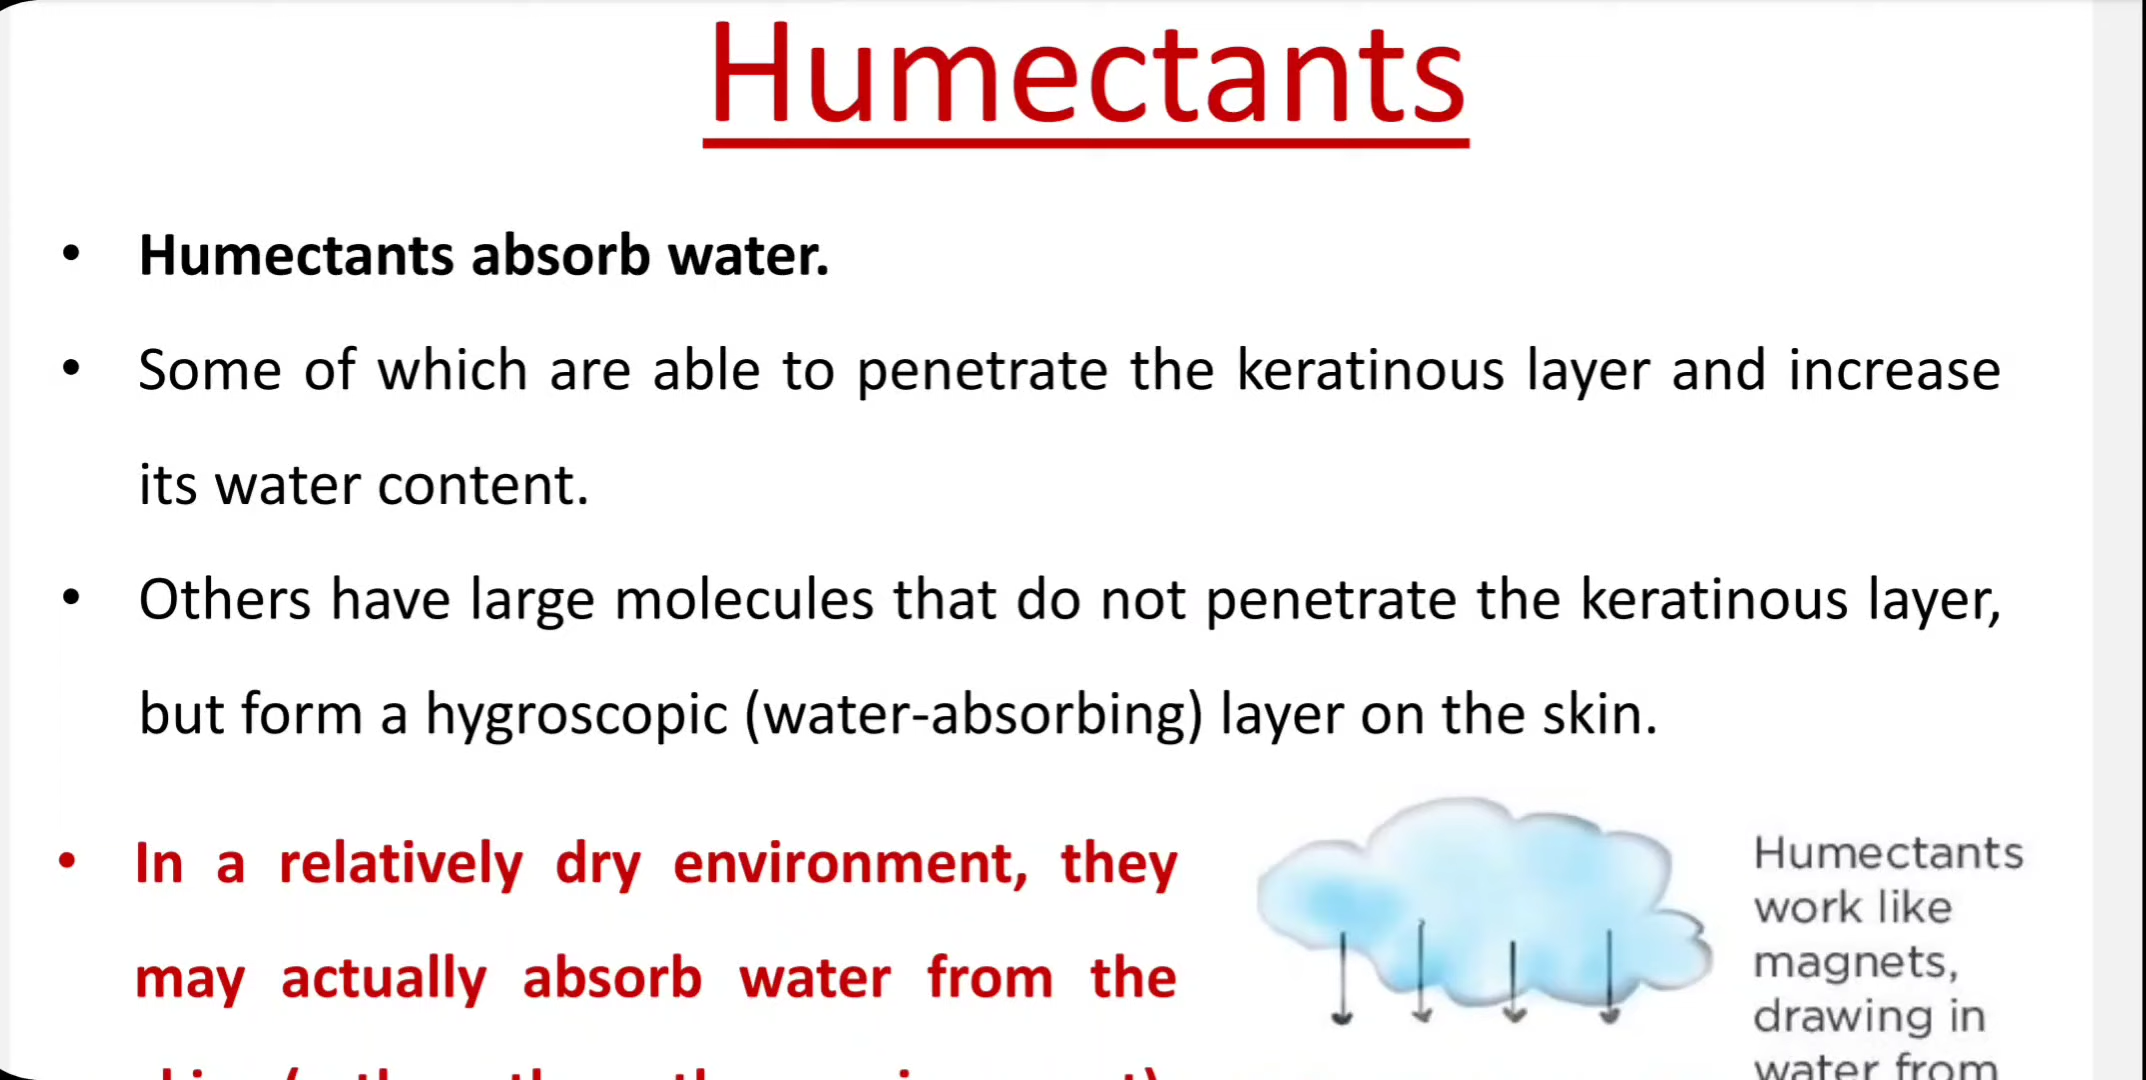 Humectants
• Humectants absorb water.
• Some of which are able to penetrate the keratinous layer and increase
its water content.
• Others have large molecules that do not penetrate the keratinous layer,
but form a hygroscopic (water-absorbing) layer on the skin.
• In a relatively dry environment, they
may actually absorb water from the
Humectants
work like
magnets,
drawing in
water from